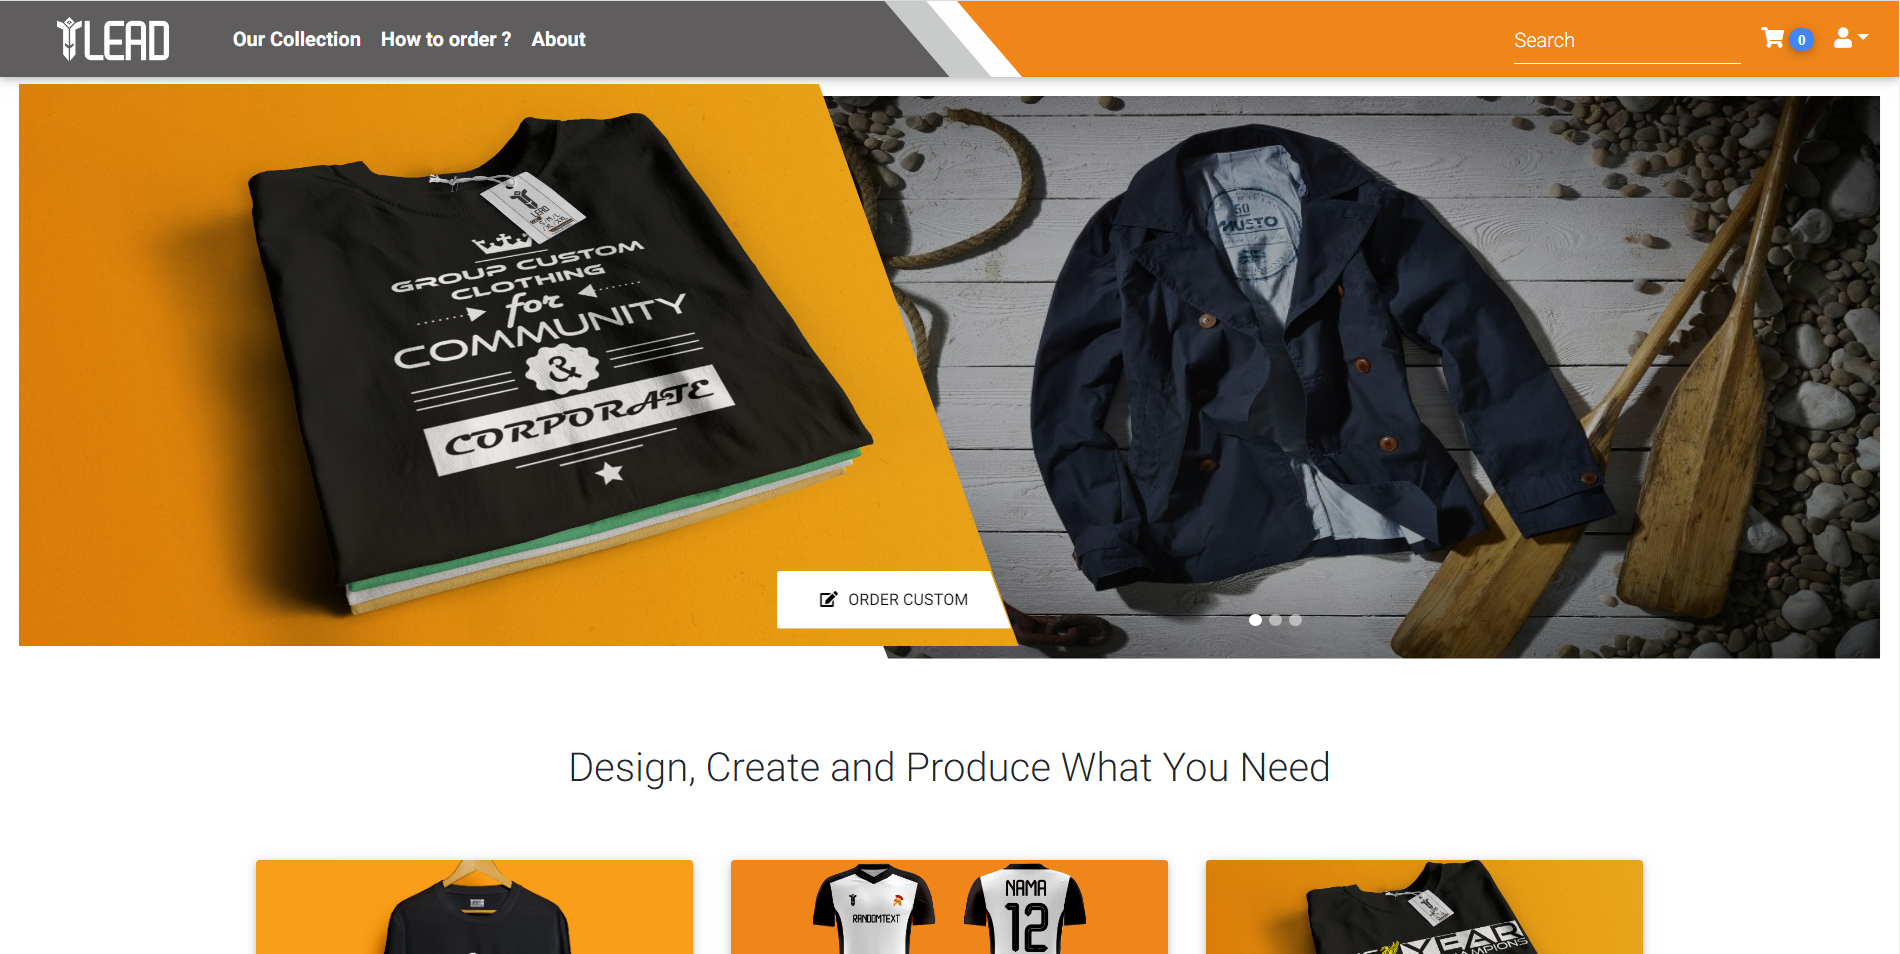 LEAD
Our Collection
How to order ?
About
Search
0
LEAD
S/M/L
GROUP CUSTOM
CLOTHING
for
COMMUNITY
&
CORPORATE
MUSTO
ORDER CUSTOM
Design, Create and Produce What You Need
RANDOMTEXT
NAMA
12
YEAR